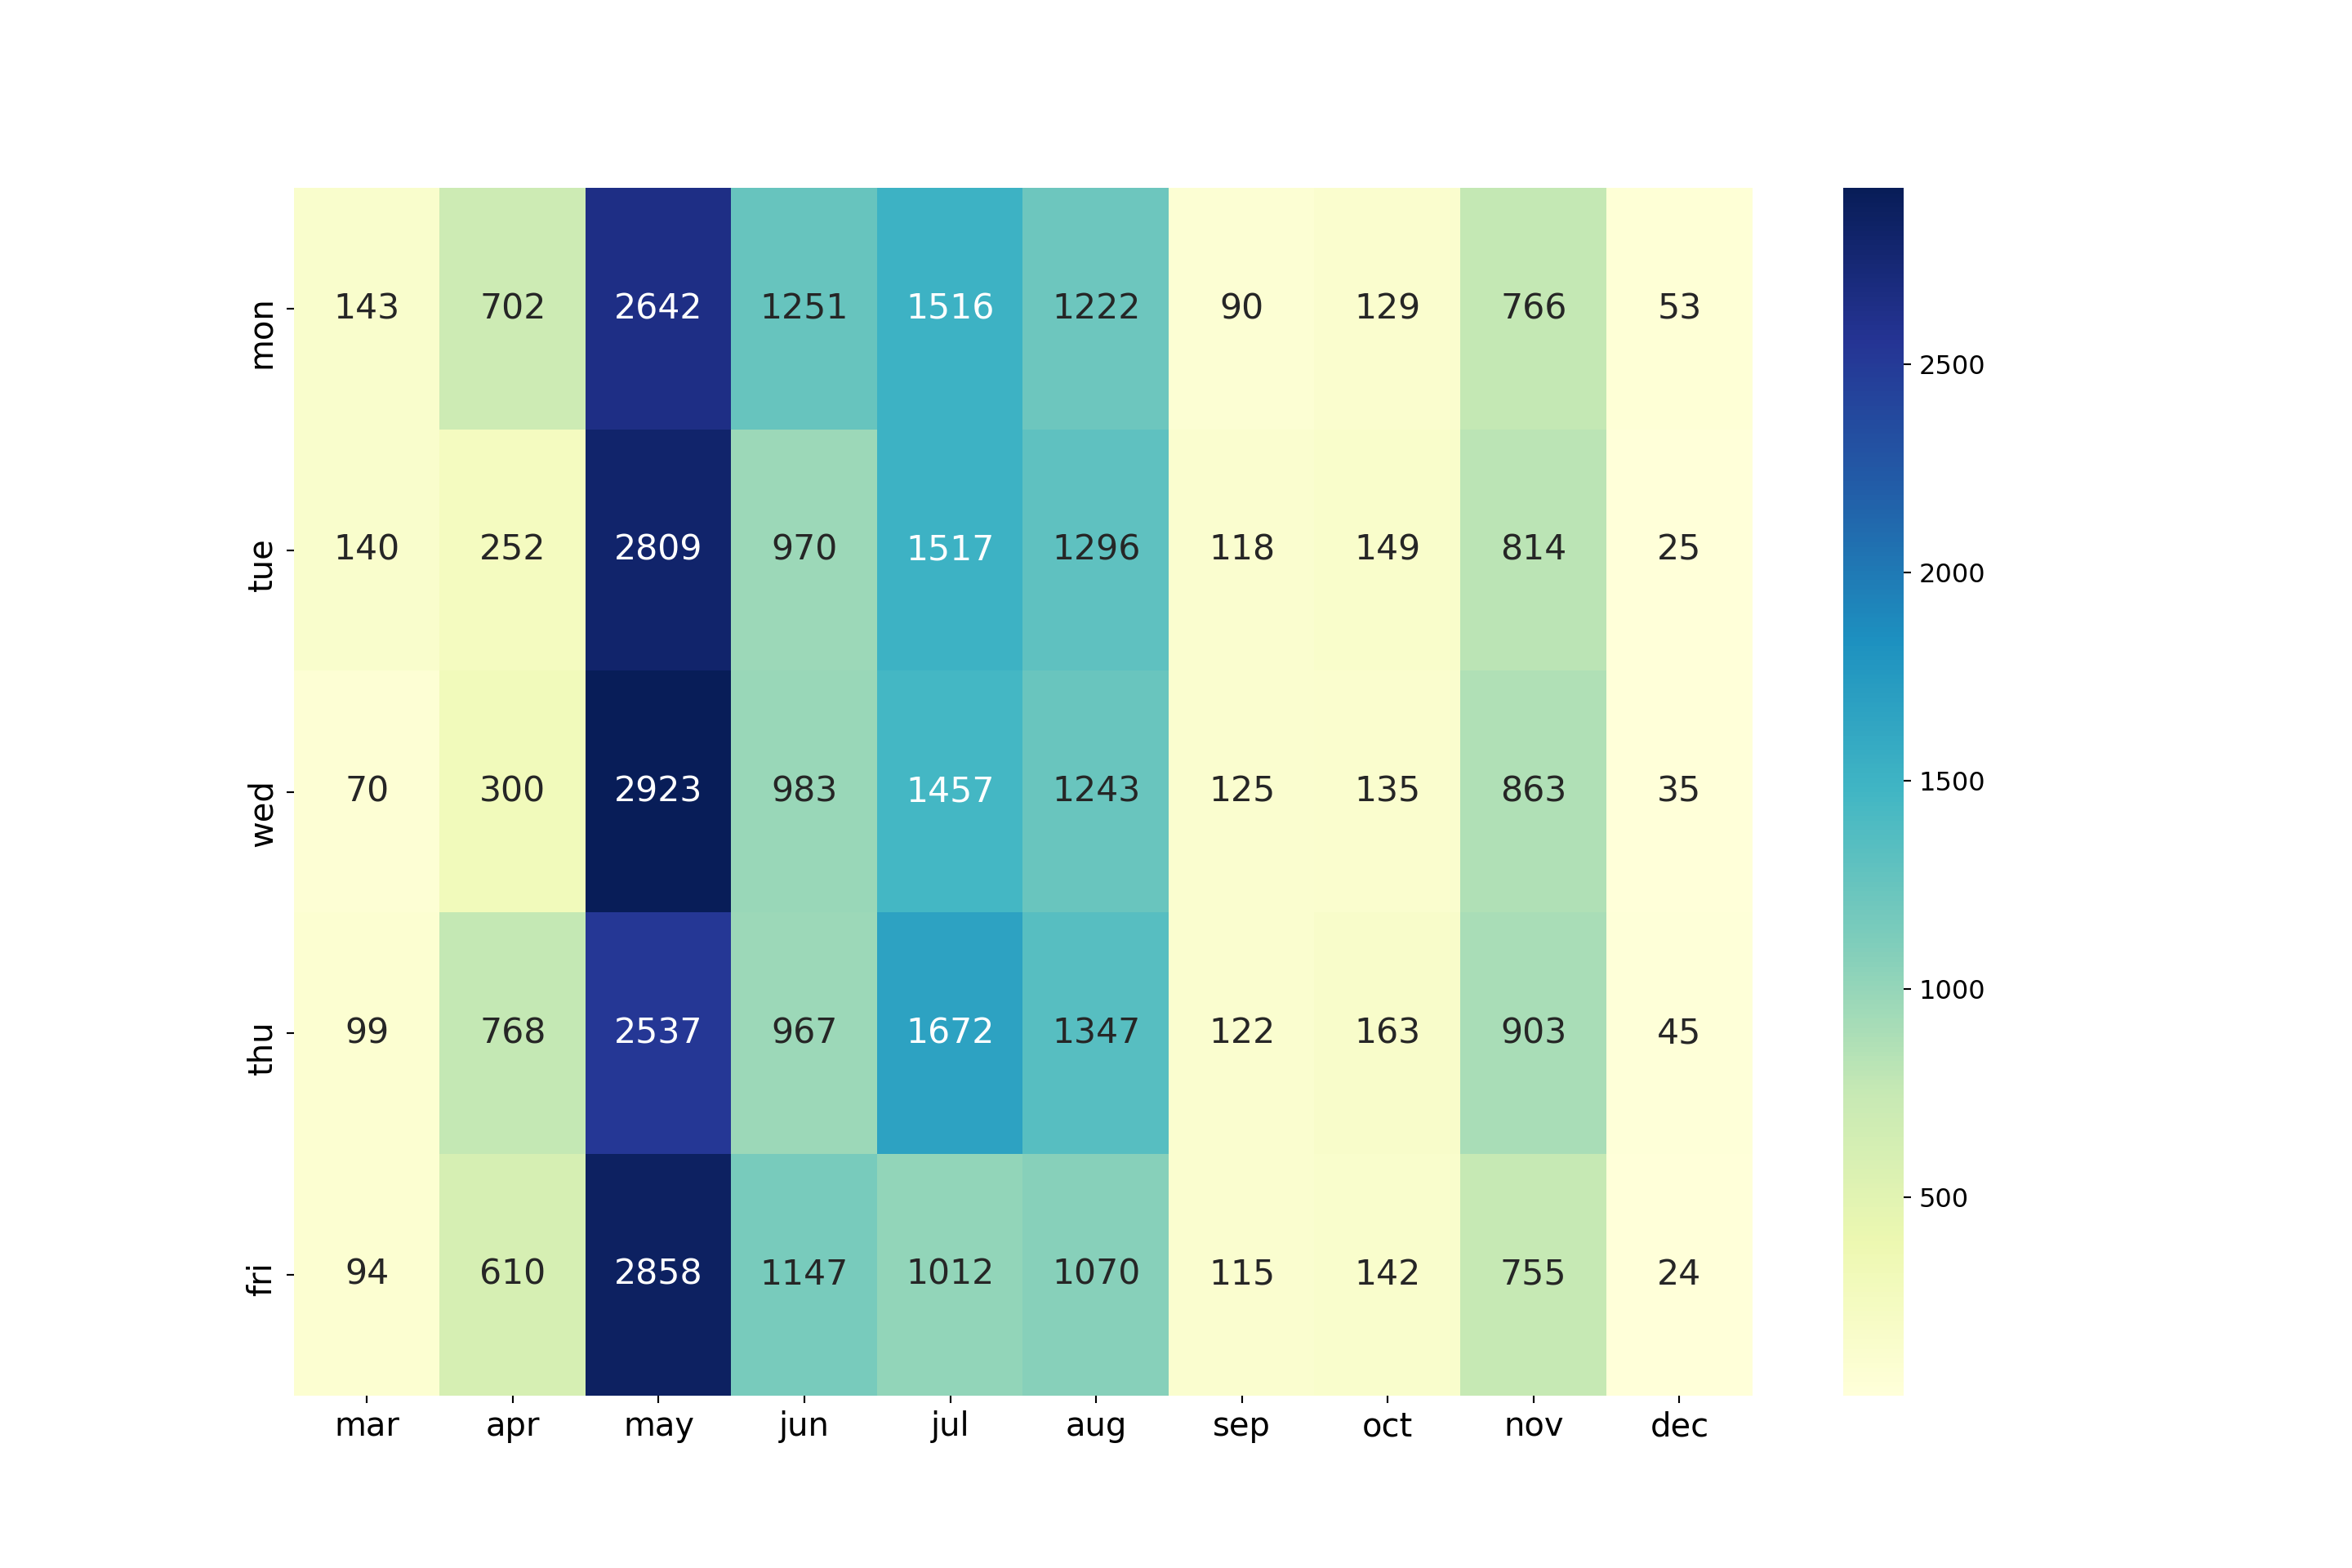 mon 143 702 2642 1251 1516 1222 90 129 766 53
tue 140 252 2809 970 1517 1296 118 149 814 25
wed 70 300 2923 983 1457 1243 125 135 863 35
thu 99 768 2537 967 1672 1347 122 163 903 45
fri 94 610 2858 1147 1012 1070 115 142 755 24
mar apr may jun jul aug sep oct nov dec
2500
2000
1500
1000
500